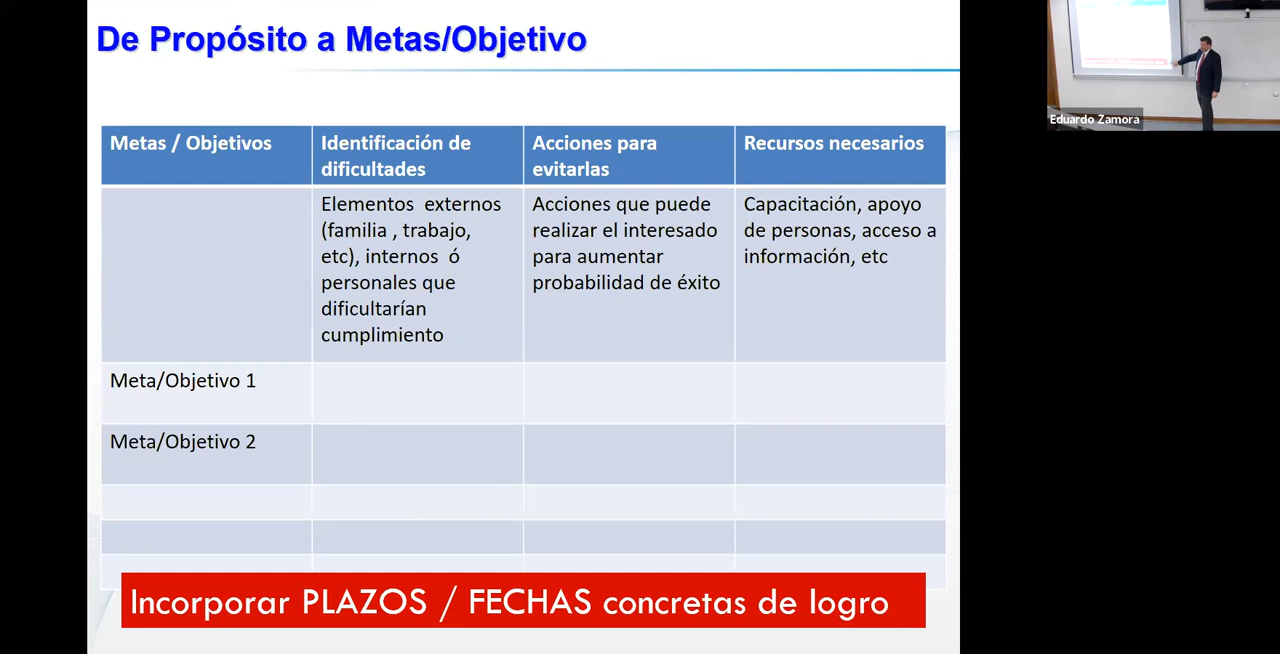 De Propósito a Metas/Objetivo
Eduardo Zamora
Metas / Objetivos
Identificación de
dificultades
Acciones para
evitarlas
Recursos necesarios
Elementos externos
(familia , trabajo,
etc), internos ó
personales que
dificultarían
cumplimiento
Acciones que puede
realizar el interesado
para aumentar
probabilidad de éxito
Capacitación, apoyo
de personas, acceso a
información, etc
Meta/Objetivo 1
Meta/Objetivo 2
Incorporar PLAZOS / FECHAS concretas de logro